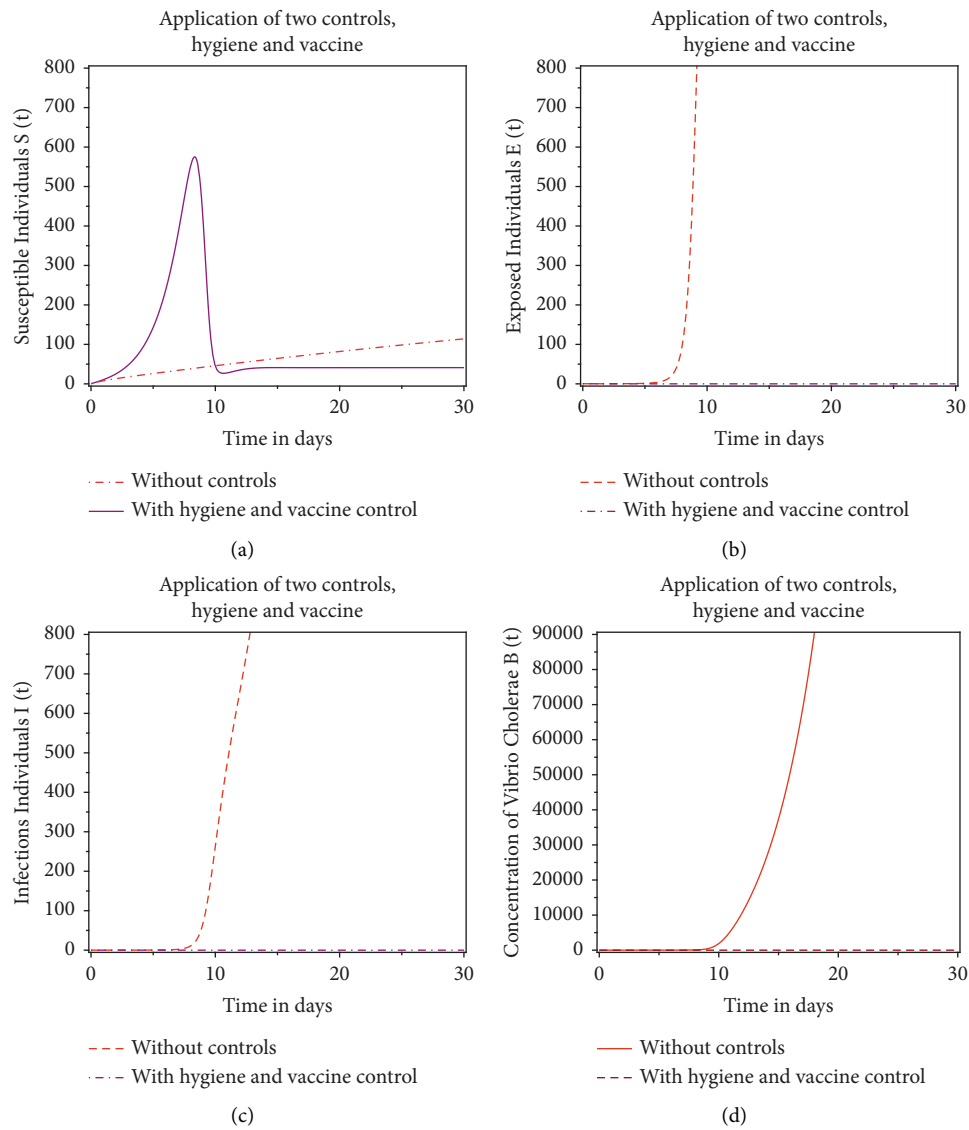 Application of two controls,
hygiene and vaccine
800
700
600
500
400
300
200
100
0
Susceptible Individuals S (t)
0
10
20
30
Time in days
Without controls
With hygiene and vaccine control
(a)
Application of two controls,
hygiene and vaccine
800
700
600
500
400
300
200
100
0
Exposed Individuals E (t)
0
10
20
30
Time in days
Without controls
With hygiene and vaccine control
(b)
Application of two controls,
hygiene and vaccine
800
700
600
500
400
300
200
100
0
Infections Individuals I (t)
0
10
20
30
Time in days
Without controls
With hygiene and vaccine control
(c)
Application of two controls,
hygiene and vaccine
90000
80000
70000
60000
50000
40000
30000
20000
10000
0
Concentration of Vibrio Cholerae B (t)
0
10
20
30
Time in days
Without controls
With hygiene and vaccine control
(d)